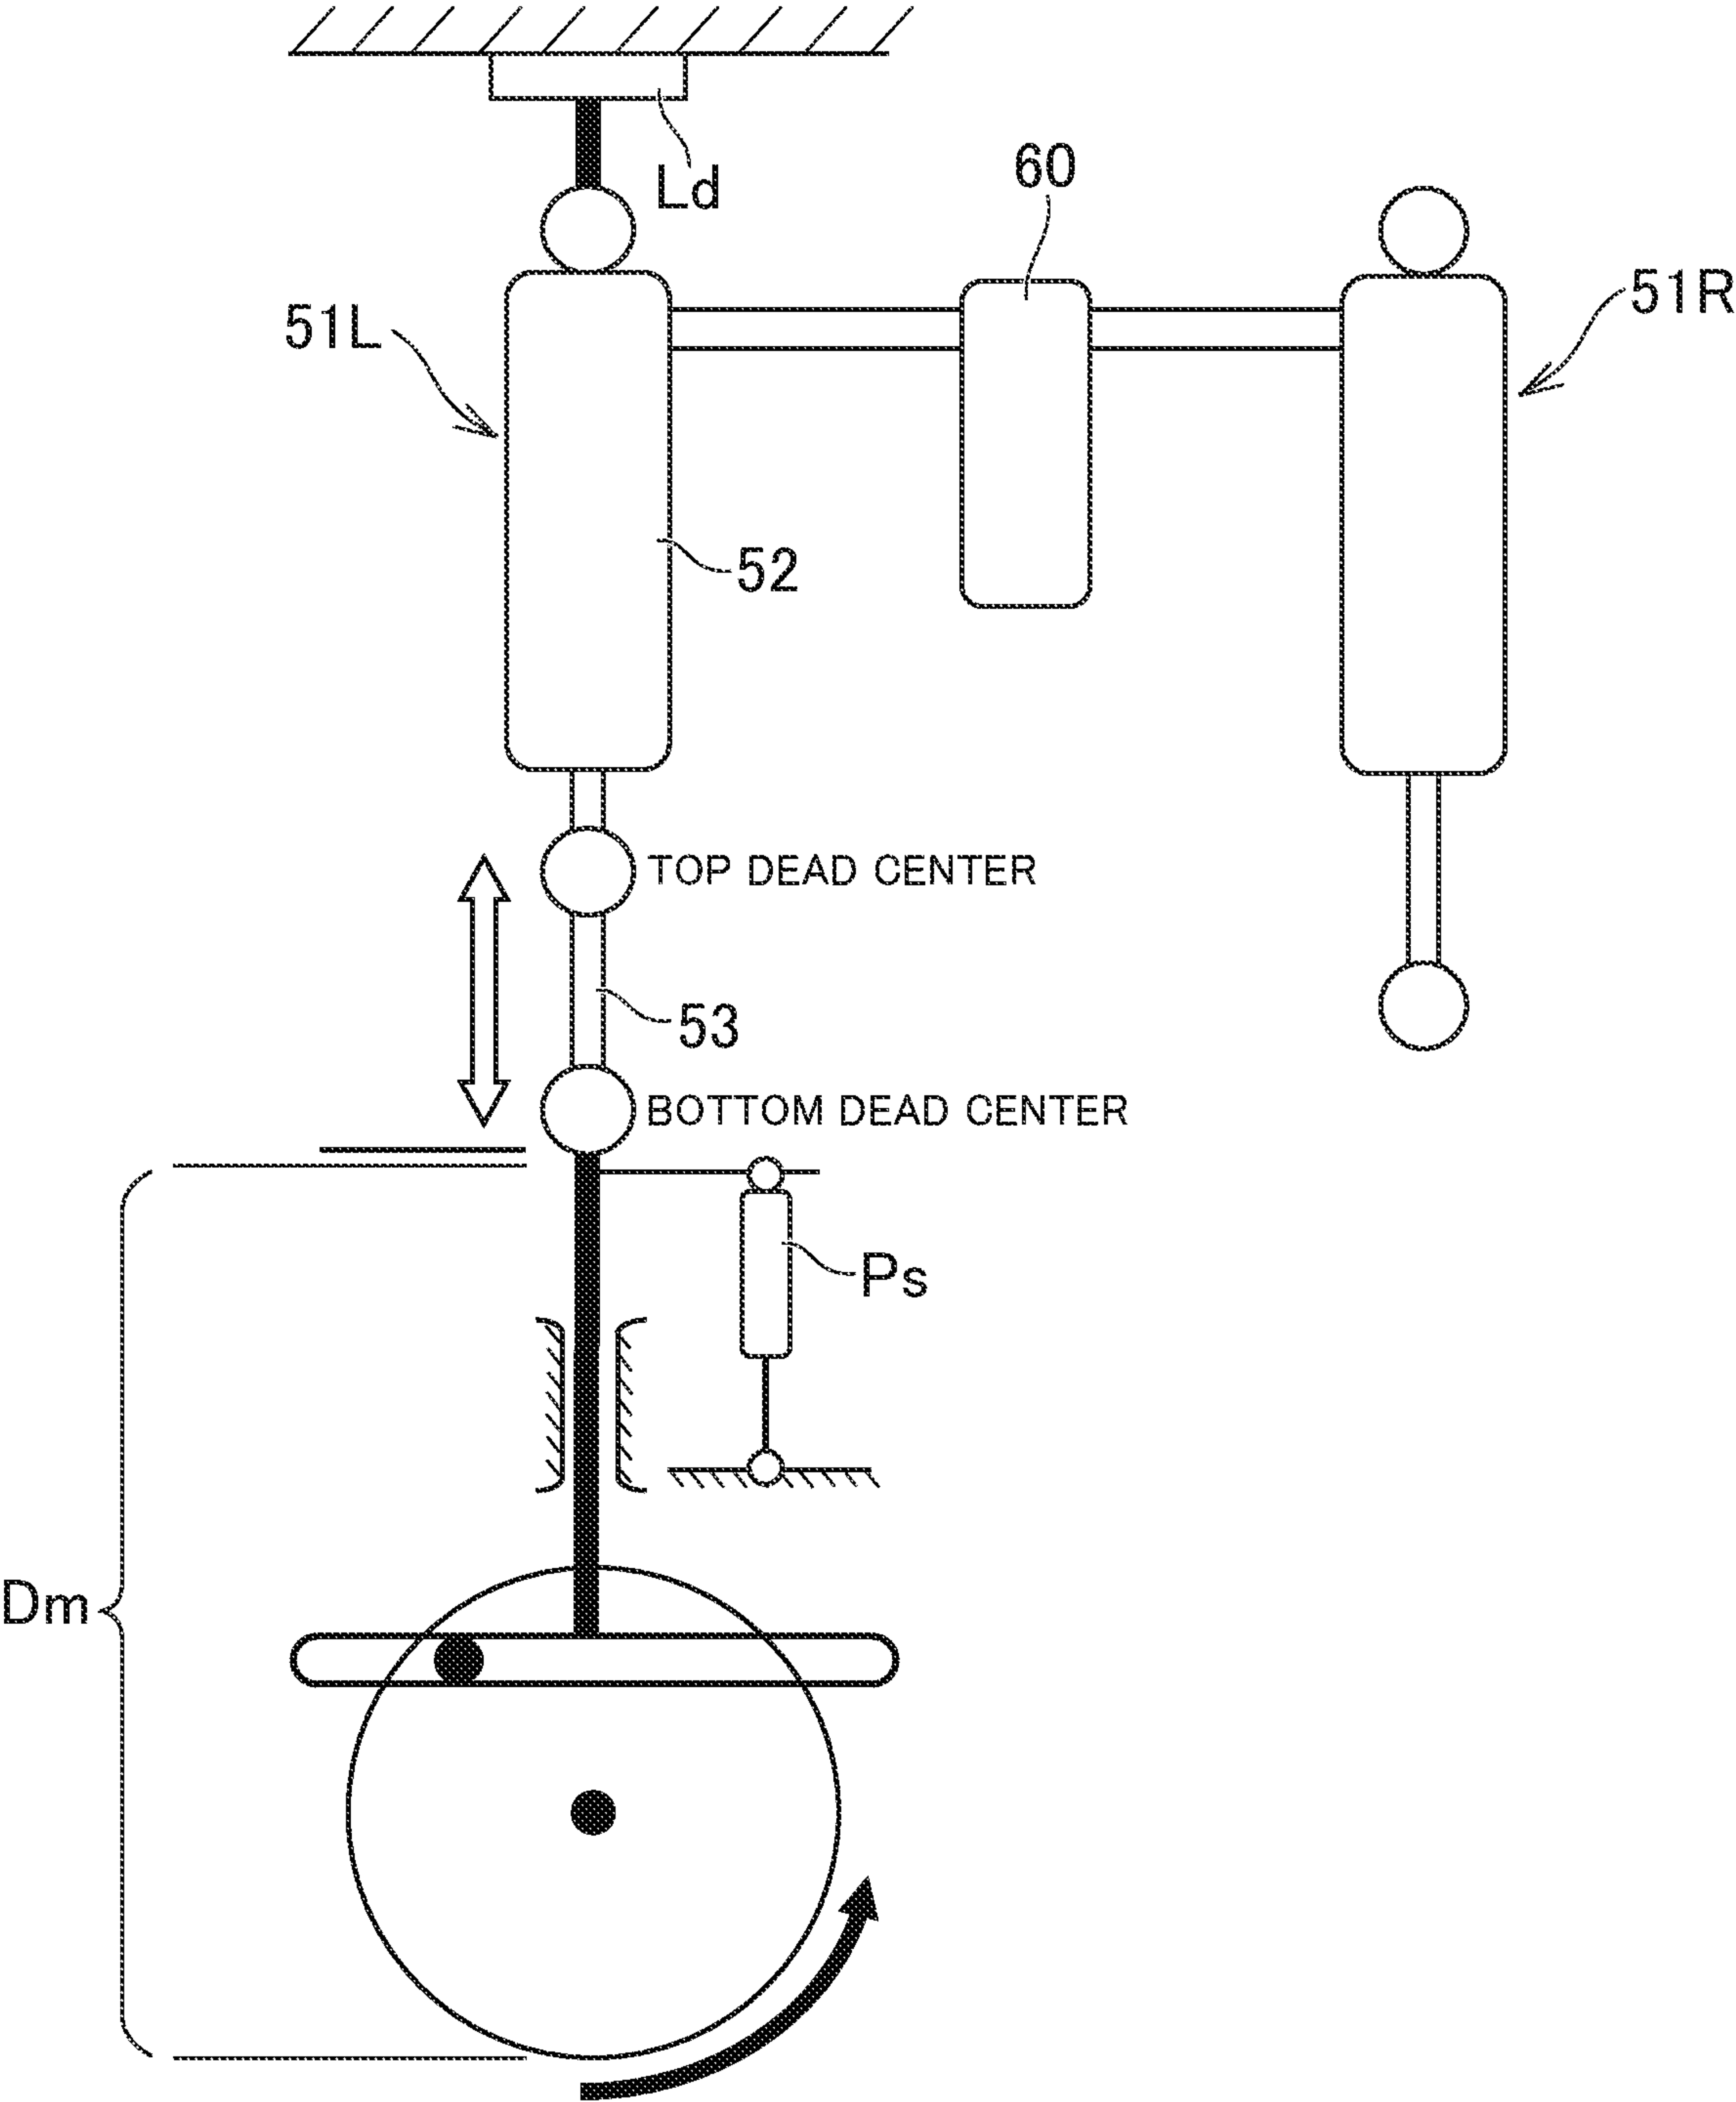 Ld
60
51L
51R
52
TOP DEAD CENTER
53
BOTTOM DEAD CENTER
Ps
Dm